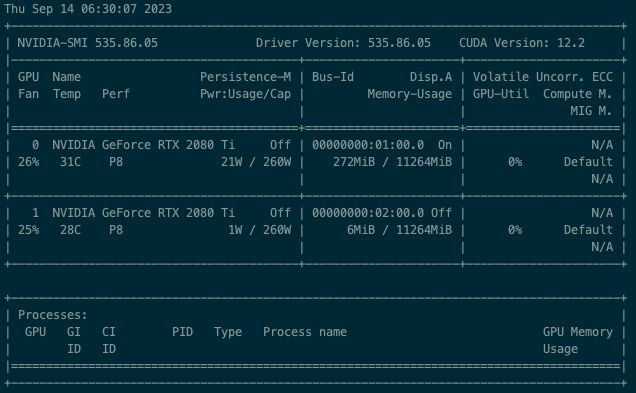 Thu Sep 14 06:30:07 2023
+---------------------------------------------------------------------------------------+
| NVIDIA-SMI 535.86.05              Driver Version: 535.86.05    CUDA Version: 12.2     |
|-----------------------------------------+----------------------+----------------------+
| GPU  Name                 Persistence-M | Bus-Id        Disp.A | Volatile Uncorr. ECC |
| Fan  Temp   Perf          Pwr:Usage/Cap |         Memory-Usage | GPU-Util  Compute M. |
|                                         |                      |               MIG M. |
|=========================================+======================+======================|
|   0  NVIDIA GeForce RTX 2080 Ti     Off | 00000000:01:00.0  On |                  N/A |
| 26%   31C    P8              21W / 260W |    272MiB / 11264MiB |      0%      Default |
|                                         |                      |                  N/A |
+-----------------------------------------+----------------------+----------------------+
|   1  NVIDIA GeForce RTX 2080 Ti     Off | 00000000:02:00.0 Off |                  N/A |
| 25%   28C    P8               1W / 260W |      6MiB / 11264MiB |      0%      Default |
|                                         |                      |                  N/A |
+-----------------------------------------+----------------------+----------------------+
+---------------------------------------------------------------------------------------+
| Processes:                                                                            |
|  GPU   GI   CI        PID   Type   Process name                            GPU Memory |
|        ID   ID                                                             Usage      |
|=======================================================================================|
+---------------------------------------------------------------------------------------+